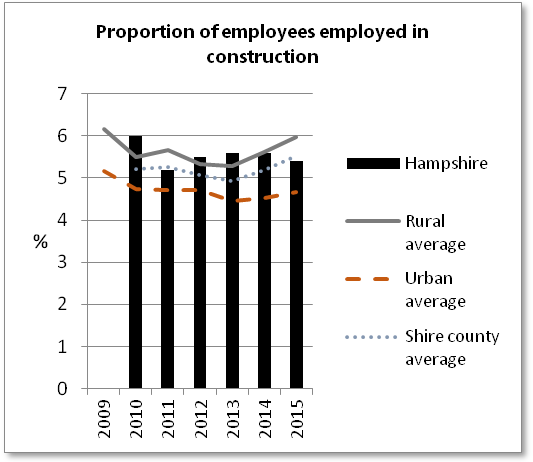 Proportion of employees employed in
construction
7
6
5
4
3
2
1
0
%
2009
2010
2011
2012
2013
2014
2015
Hampshire
Rural
average
Urban
average
Shire county
average